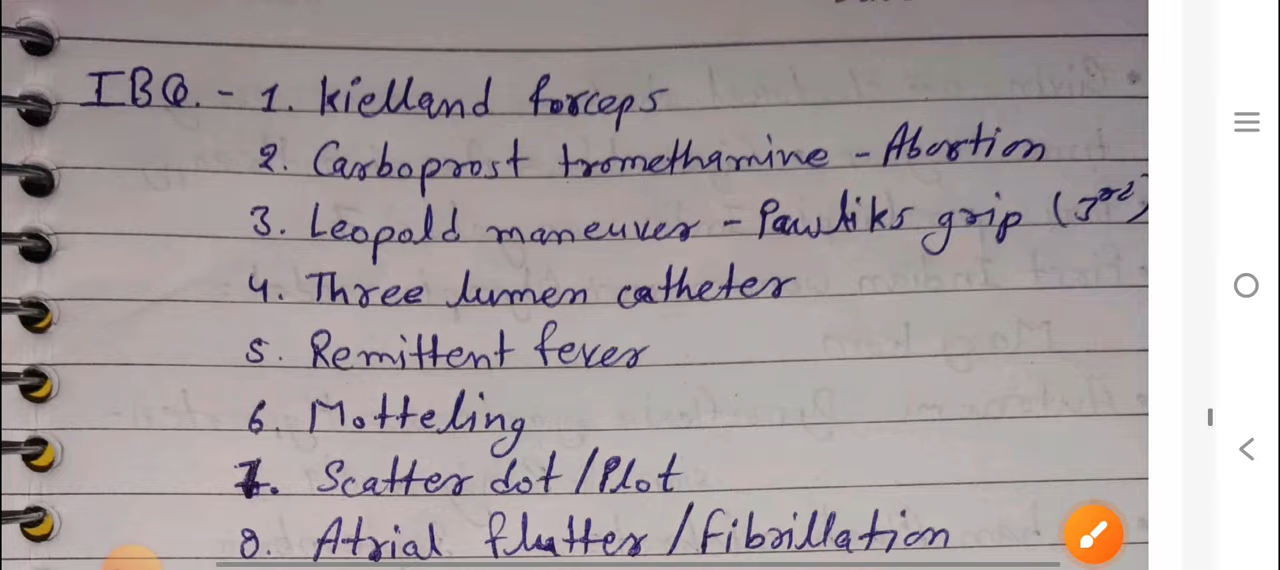 IBQ. - 1. Kielland forceps
2. Carboprost tromethamine - Abortion
3. Leopold maneuver - Pawliks grip (3rd)
4. Three lumen catheter
5. Remittent fever
6. Motteling
7. Scatter dot / Plot
8. Atrial flutter / Fibrillation